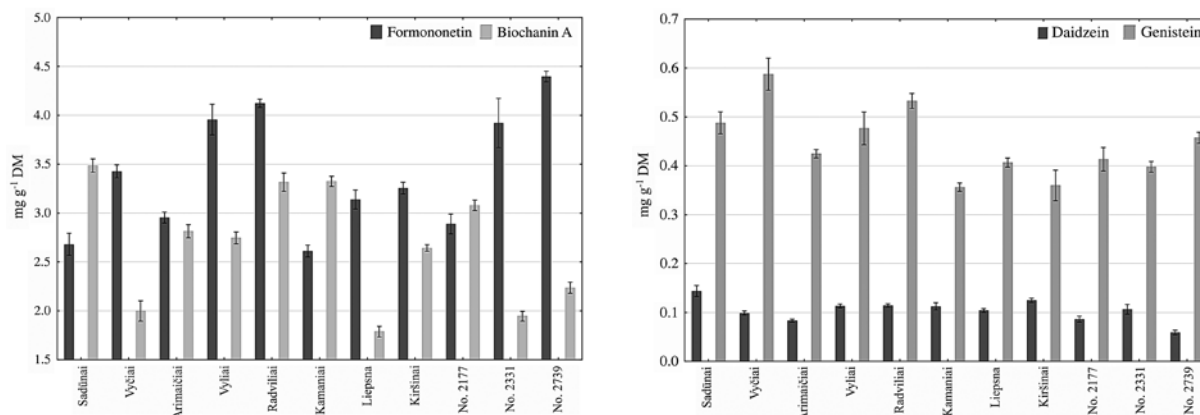 5.0
4.5
4.0
3.5
3.0
2.5
2.0
1.5
mg g⁻¹ DM
Formononetin Biochanin A
Sadūnai
Vyčiai
Arimaičiai
Vyliai
Radviliai
Kamaniai
Liepsna
Kiršinai
No. 2177
No. 2331
No. 2739
0.7
0.6
0.5
0.4
0.3
0.2
0.1
0.0
mg g⁻¹ DM
Daidzein Genistein
Sadūnai
Vyčiai
Arimaičiai
Vyliai
Radviliai
Kamaniai
Liepsna
Kiršinai
No. 2177
No. 2331
No. 2739